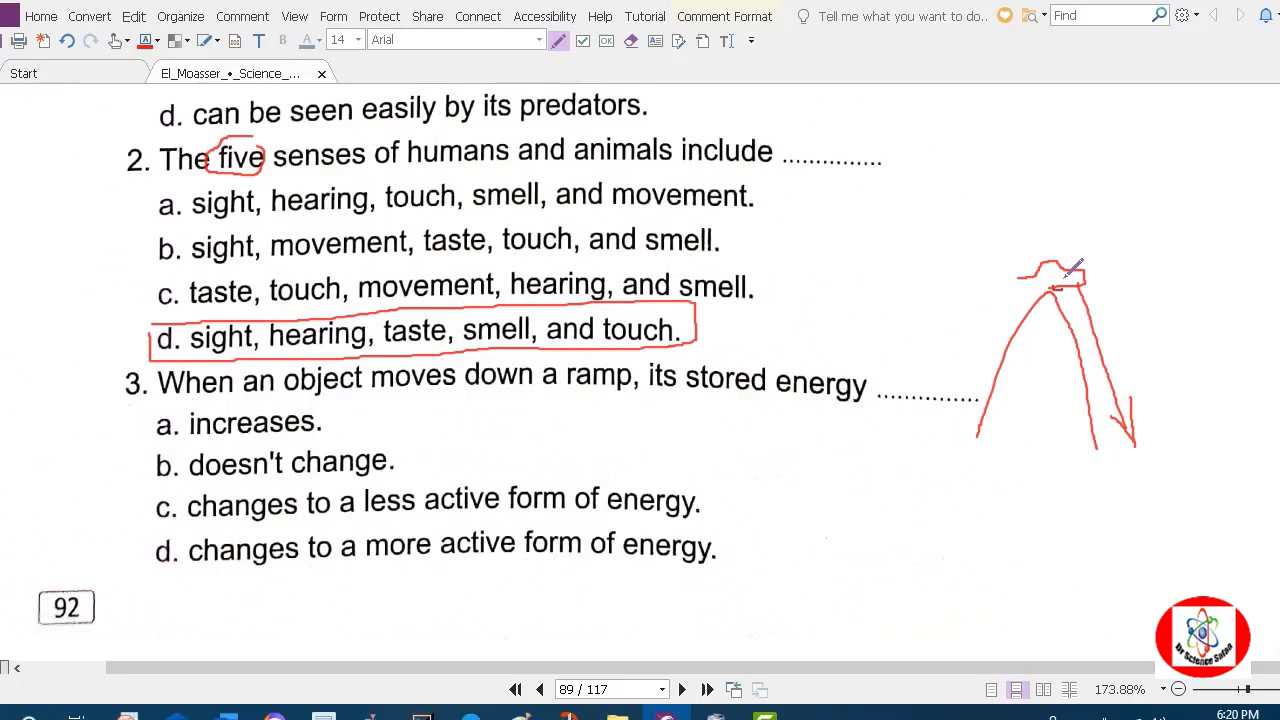 Home Convert Edit Organize Comment View Form Protect Share Connect Accessibility Help Tutorial Comment Format Tell me what you want to do.. Find
14 Arial
Start El_Moasser_•_Science_...
d. can be seen easily by its predators.
2. The five senses of humans and animals include ...............
a. sight, hearing, touch, smell, and movement.
b. sight, movement, taste, touch, and smell.
c. taste, touch, movement, hearing, and smell.
d. sight, hearing, taste, smell, and touch.
3. When an object moves down a ramp, its stored energy ...............
a. increases.
b. doesn't change.
c. changes to a less active form of energy.
d. changes to a more active form of energy.
92
Dr Science Safaa
89 / 117 173.88%
6:20 PM